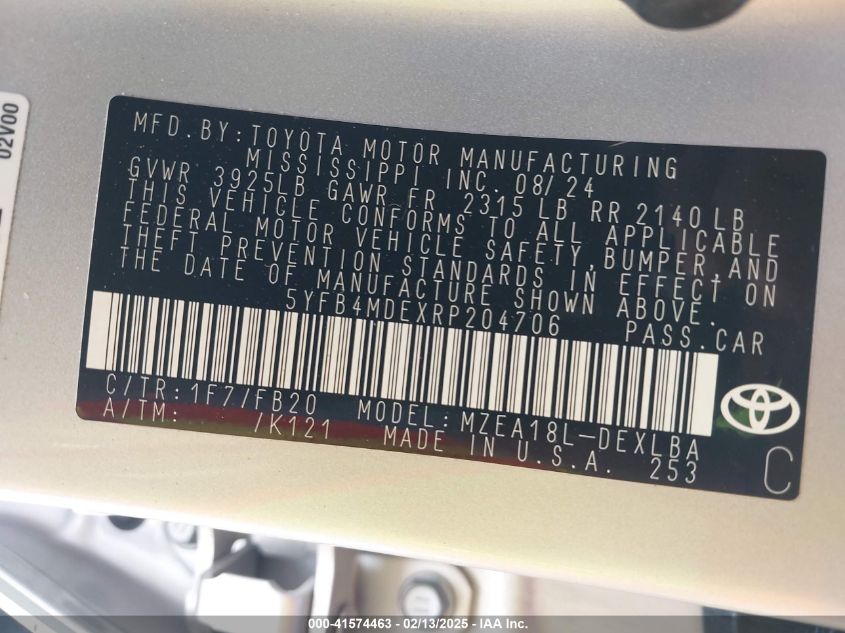 02V00
MFD.BY:TOYOTA MOTOR MANUFACTURING
MISSISSIPPI INC. 08/24
GVWR 3925LB GAWR FR 2315 LB RR 2140 LB
THIS VEHICLE CONFORMS TO ALL APPLICABLE
FEDERAL MOTOR VEHICLE SAFETY, BUMPER, AND
THEFT PREVENTION STANDARDS IN EFFECT ON
THE DATE OF MANUFACTURE SHOWN ABOVE.
5YFB4MDEXRP204706 PASS.CAR
C/TR:1F7/FB20 MODEL:MZEA18L-DEXLBA
A/TM: /K121 MADE IN U.S.A. 253
C
000-41574463 - 02/13/2025 - IAA Inc.